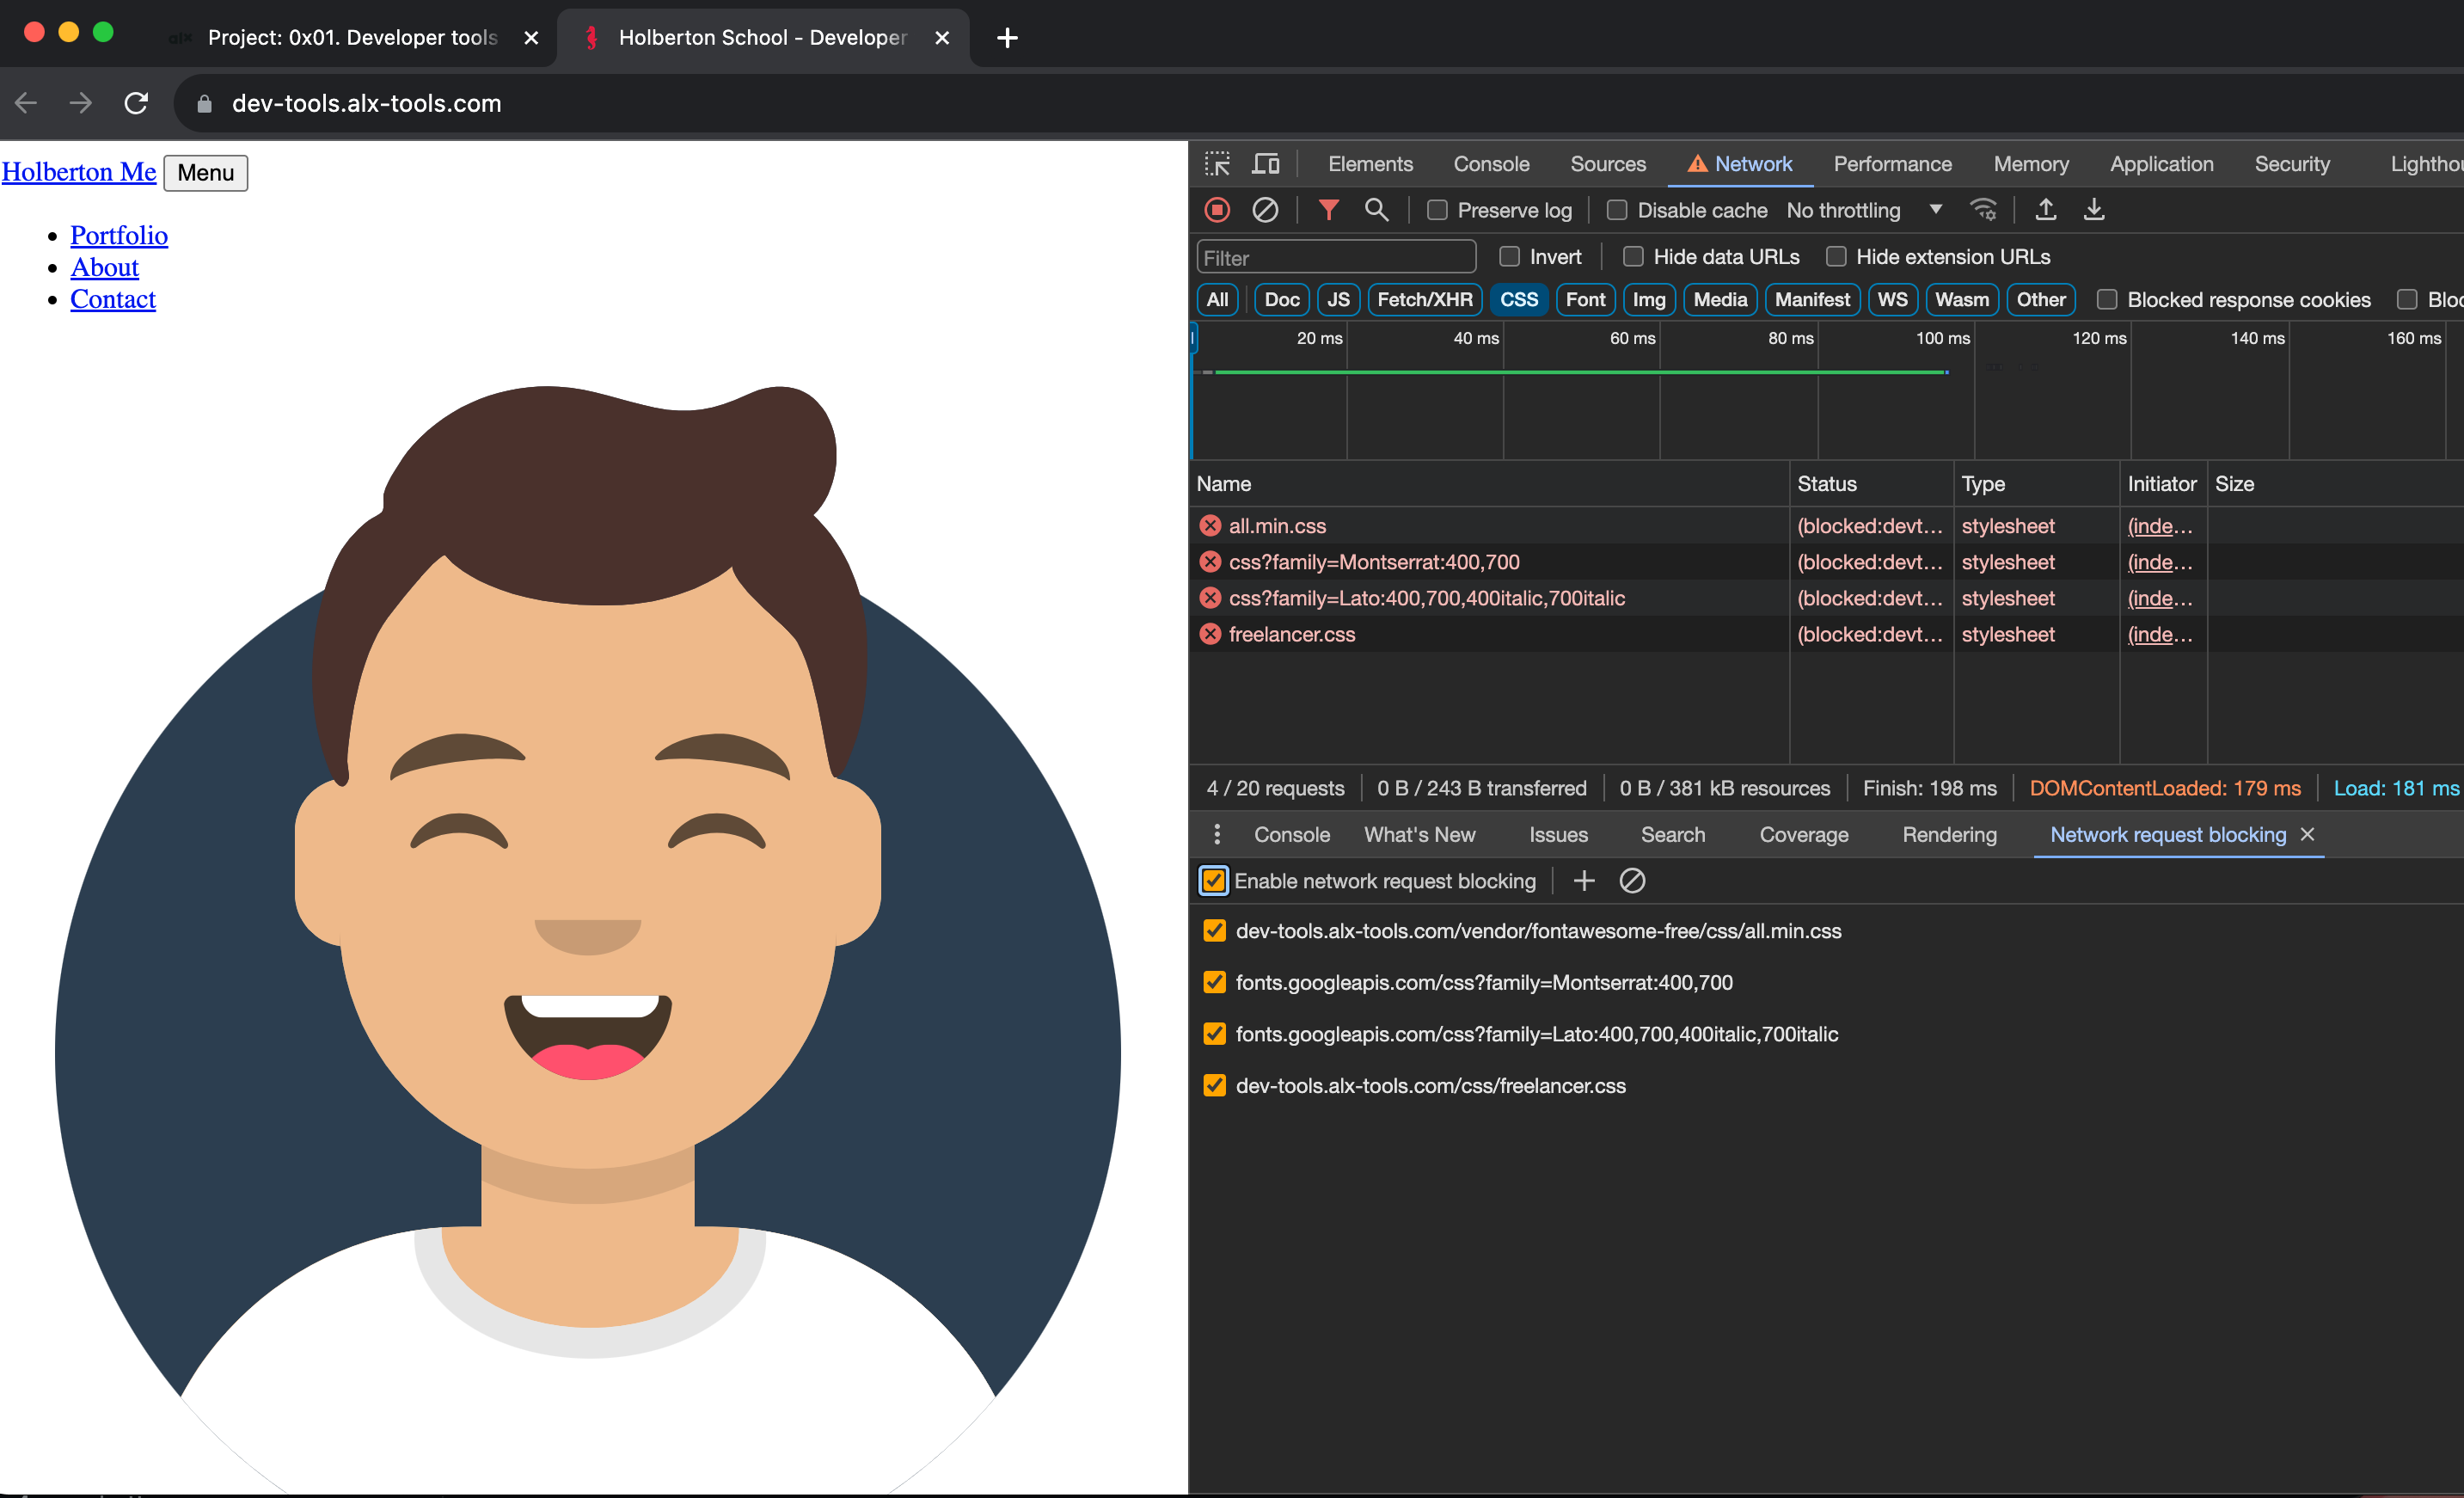 alx Project: 0x01. Developer tools
Holberton School - Developer
dev-tools.alx-tools.com
Holberton Me Menu
Portfolio
About
Contact
Elements Console Sources Network Performance Memory Application Security Lighthou
Preserve log Disable cache No throttling
Filter Invert Hide data URLs Hide extension URLs
All Doc JS Fetch/XHR CSS Font Img Media Manifest WS Wasm Other Blocked response cookies Bloc
20 ms 40 ms 60 ms 80 ms 100 ms 120 ms 140 ms 160 ms
Name Status Type Initiator Size
all.min.css (blocked:devt... stylesheet (inde...
css?family=Montserrat:400,700 (blocked:devt... stylesheet (inde...
css?family=Lato:400,700,400italic,700italic (blocked:devt... stylesheet (inde...
freelancer.css (blocked:devt... stylesheet (inde...
4 / 20 requests 0 B / 243 B transferred 0 B / 381 kB resources Finish: 198 ms DOMContentLoaded: 179 ms Load: 181 ms
Console What's New Issues Search Coverage Rendering Network request blocking
Enable network request blocking
dev-tools.alx-tools.com/vendor/fontawesome-free/css/all.min.css
fonts.googleapis.com/css?family=Montserrat:400,700
fonts.googleapis.com/css?family=Lato:400,700,400italic,700italic
dev-tools.alx-tools.com/css/freelancer.css